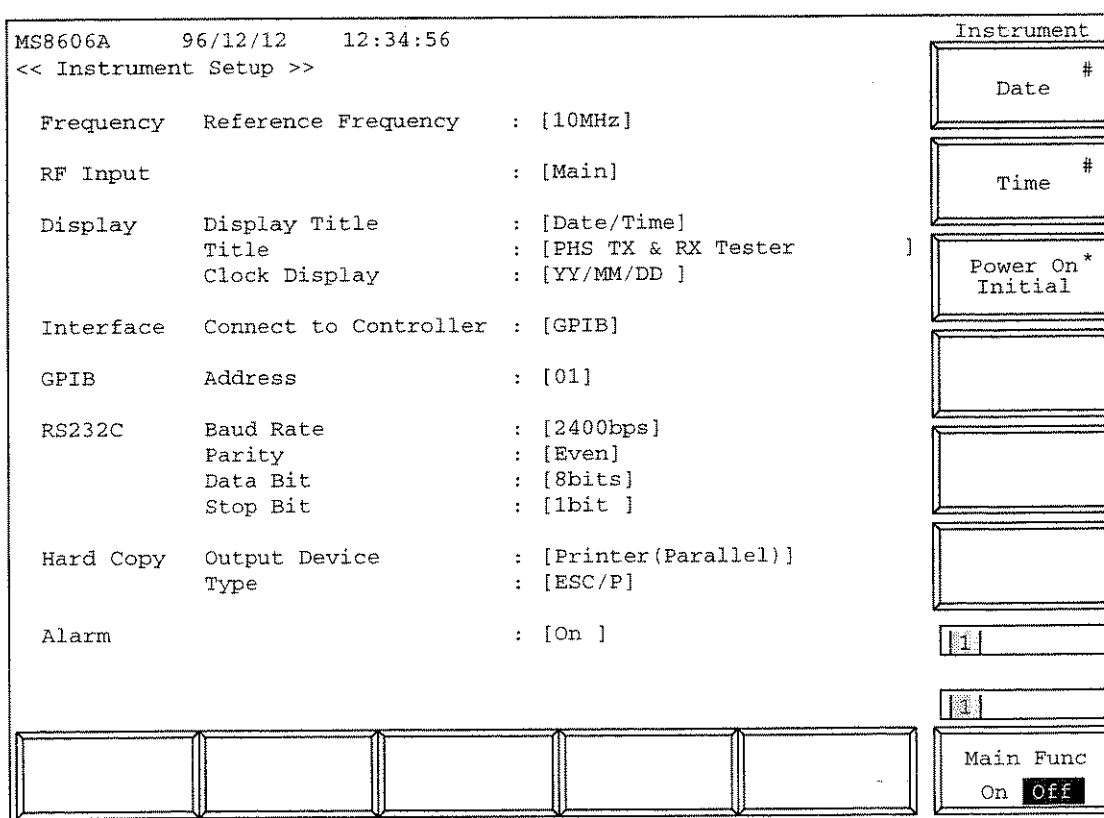 MS8606A 96/12/12 12:34:56
<< Instrument Setup >>
Frequency Reference Frequency : [10MHz]
RF Input : [Main]
Display Display Title : [Date/Time]
Title : [PHS TX & RX Tester ]
Clock Display : [YY/MM/DD ]
Interface Connect to Controller : [GPIB]
GPIB Address : [01]
RS232C Baud Rate : [2400bps]
Parity : [Even]
Data Bit : [8bits]
Stop Bit : [1bit ]
Hard Copy Output Device : [Printer(Parallel)]
Type : [ESC/P]
Alarm : [On ]
Instrument
#
Date
#
Time
Power On*
Initial
1
1
Main Func
On Off